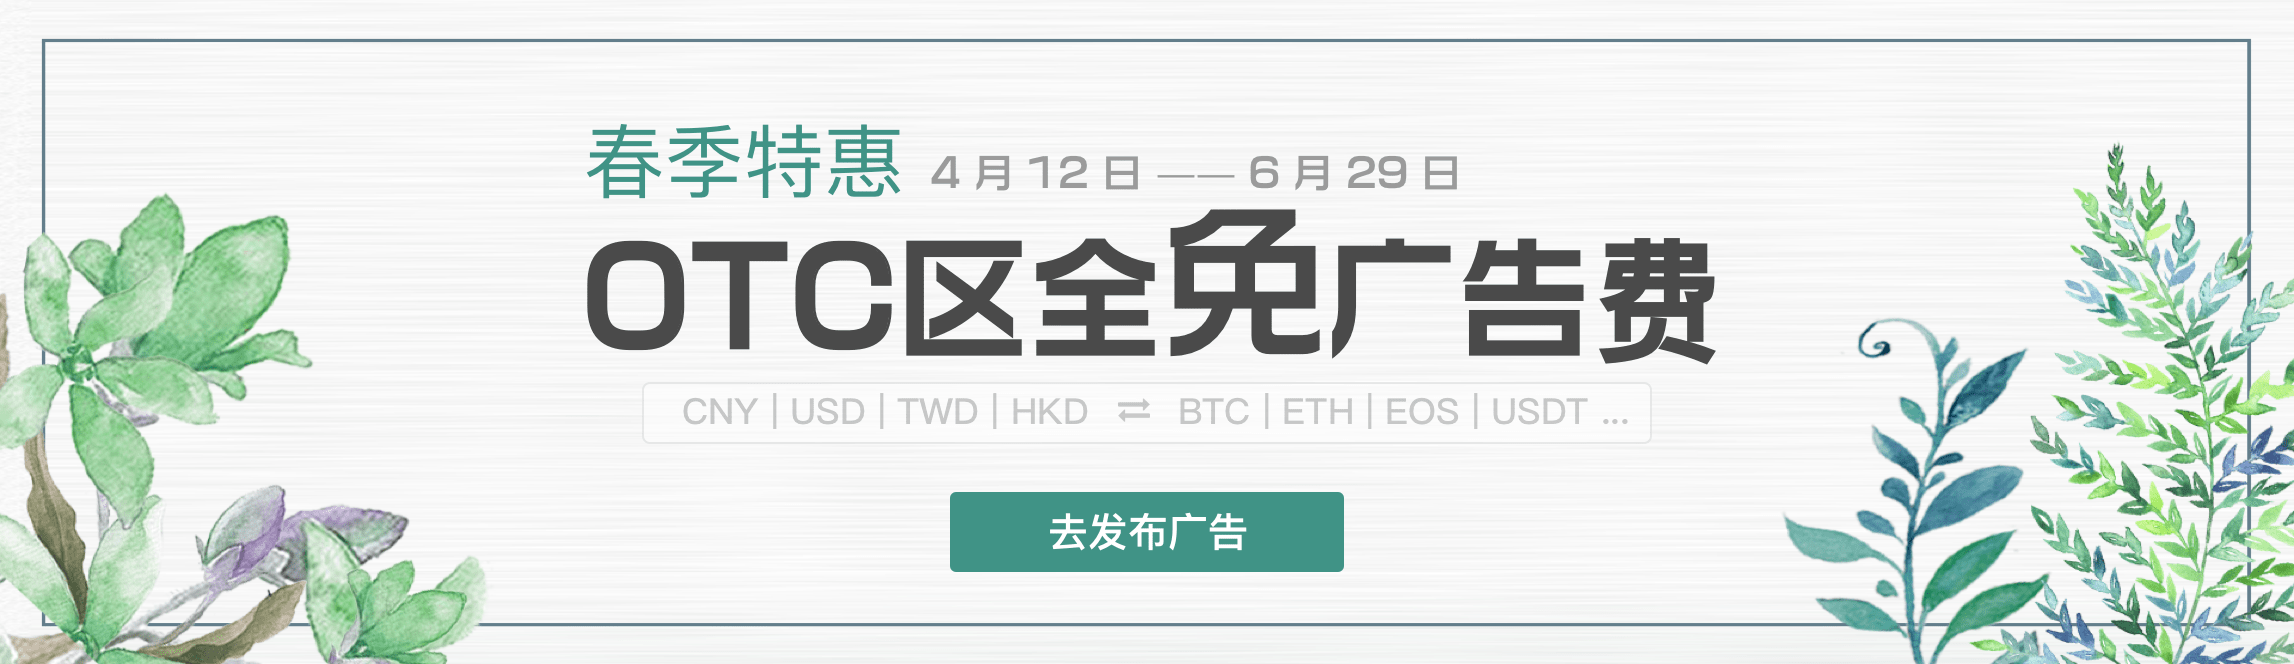 春季特惠 4月12日——6月29日
OTC区全免广告费
CNY | USD | TWD | HKD ⇄ BTC | ETH | EOS | USDT ...
去发布广告